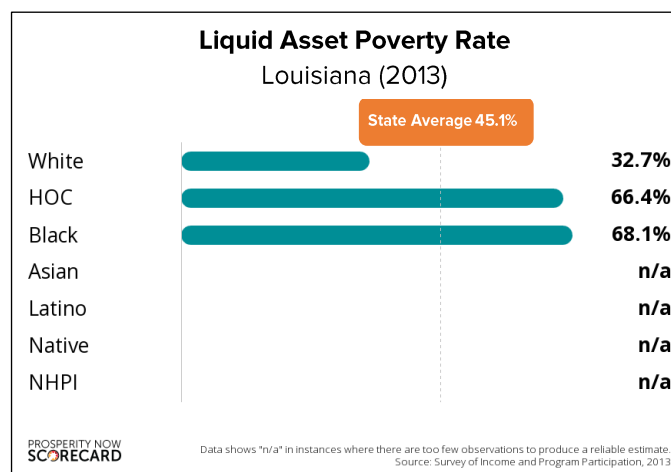 Liquid Asset Poverty Rate
Louisiana (2013)
State Average 45.1%
White 32.7%
HOC 66.4%
Black 68.1%
Asian n/a
Latino n/a
Native n/a
NHPI n/a
PROSPERITY NOW
SCORECARD
Data shows "n/a" in instances where there are too few observations to produce a reliable estimate.
Source: Survey of Income and Program Participation, 2013